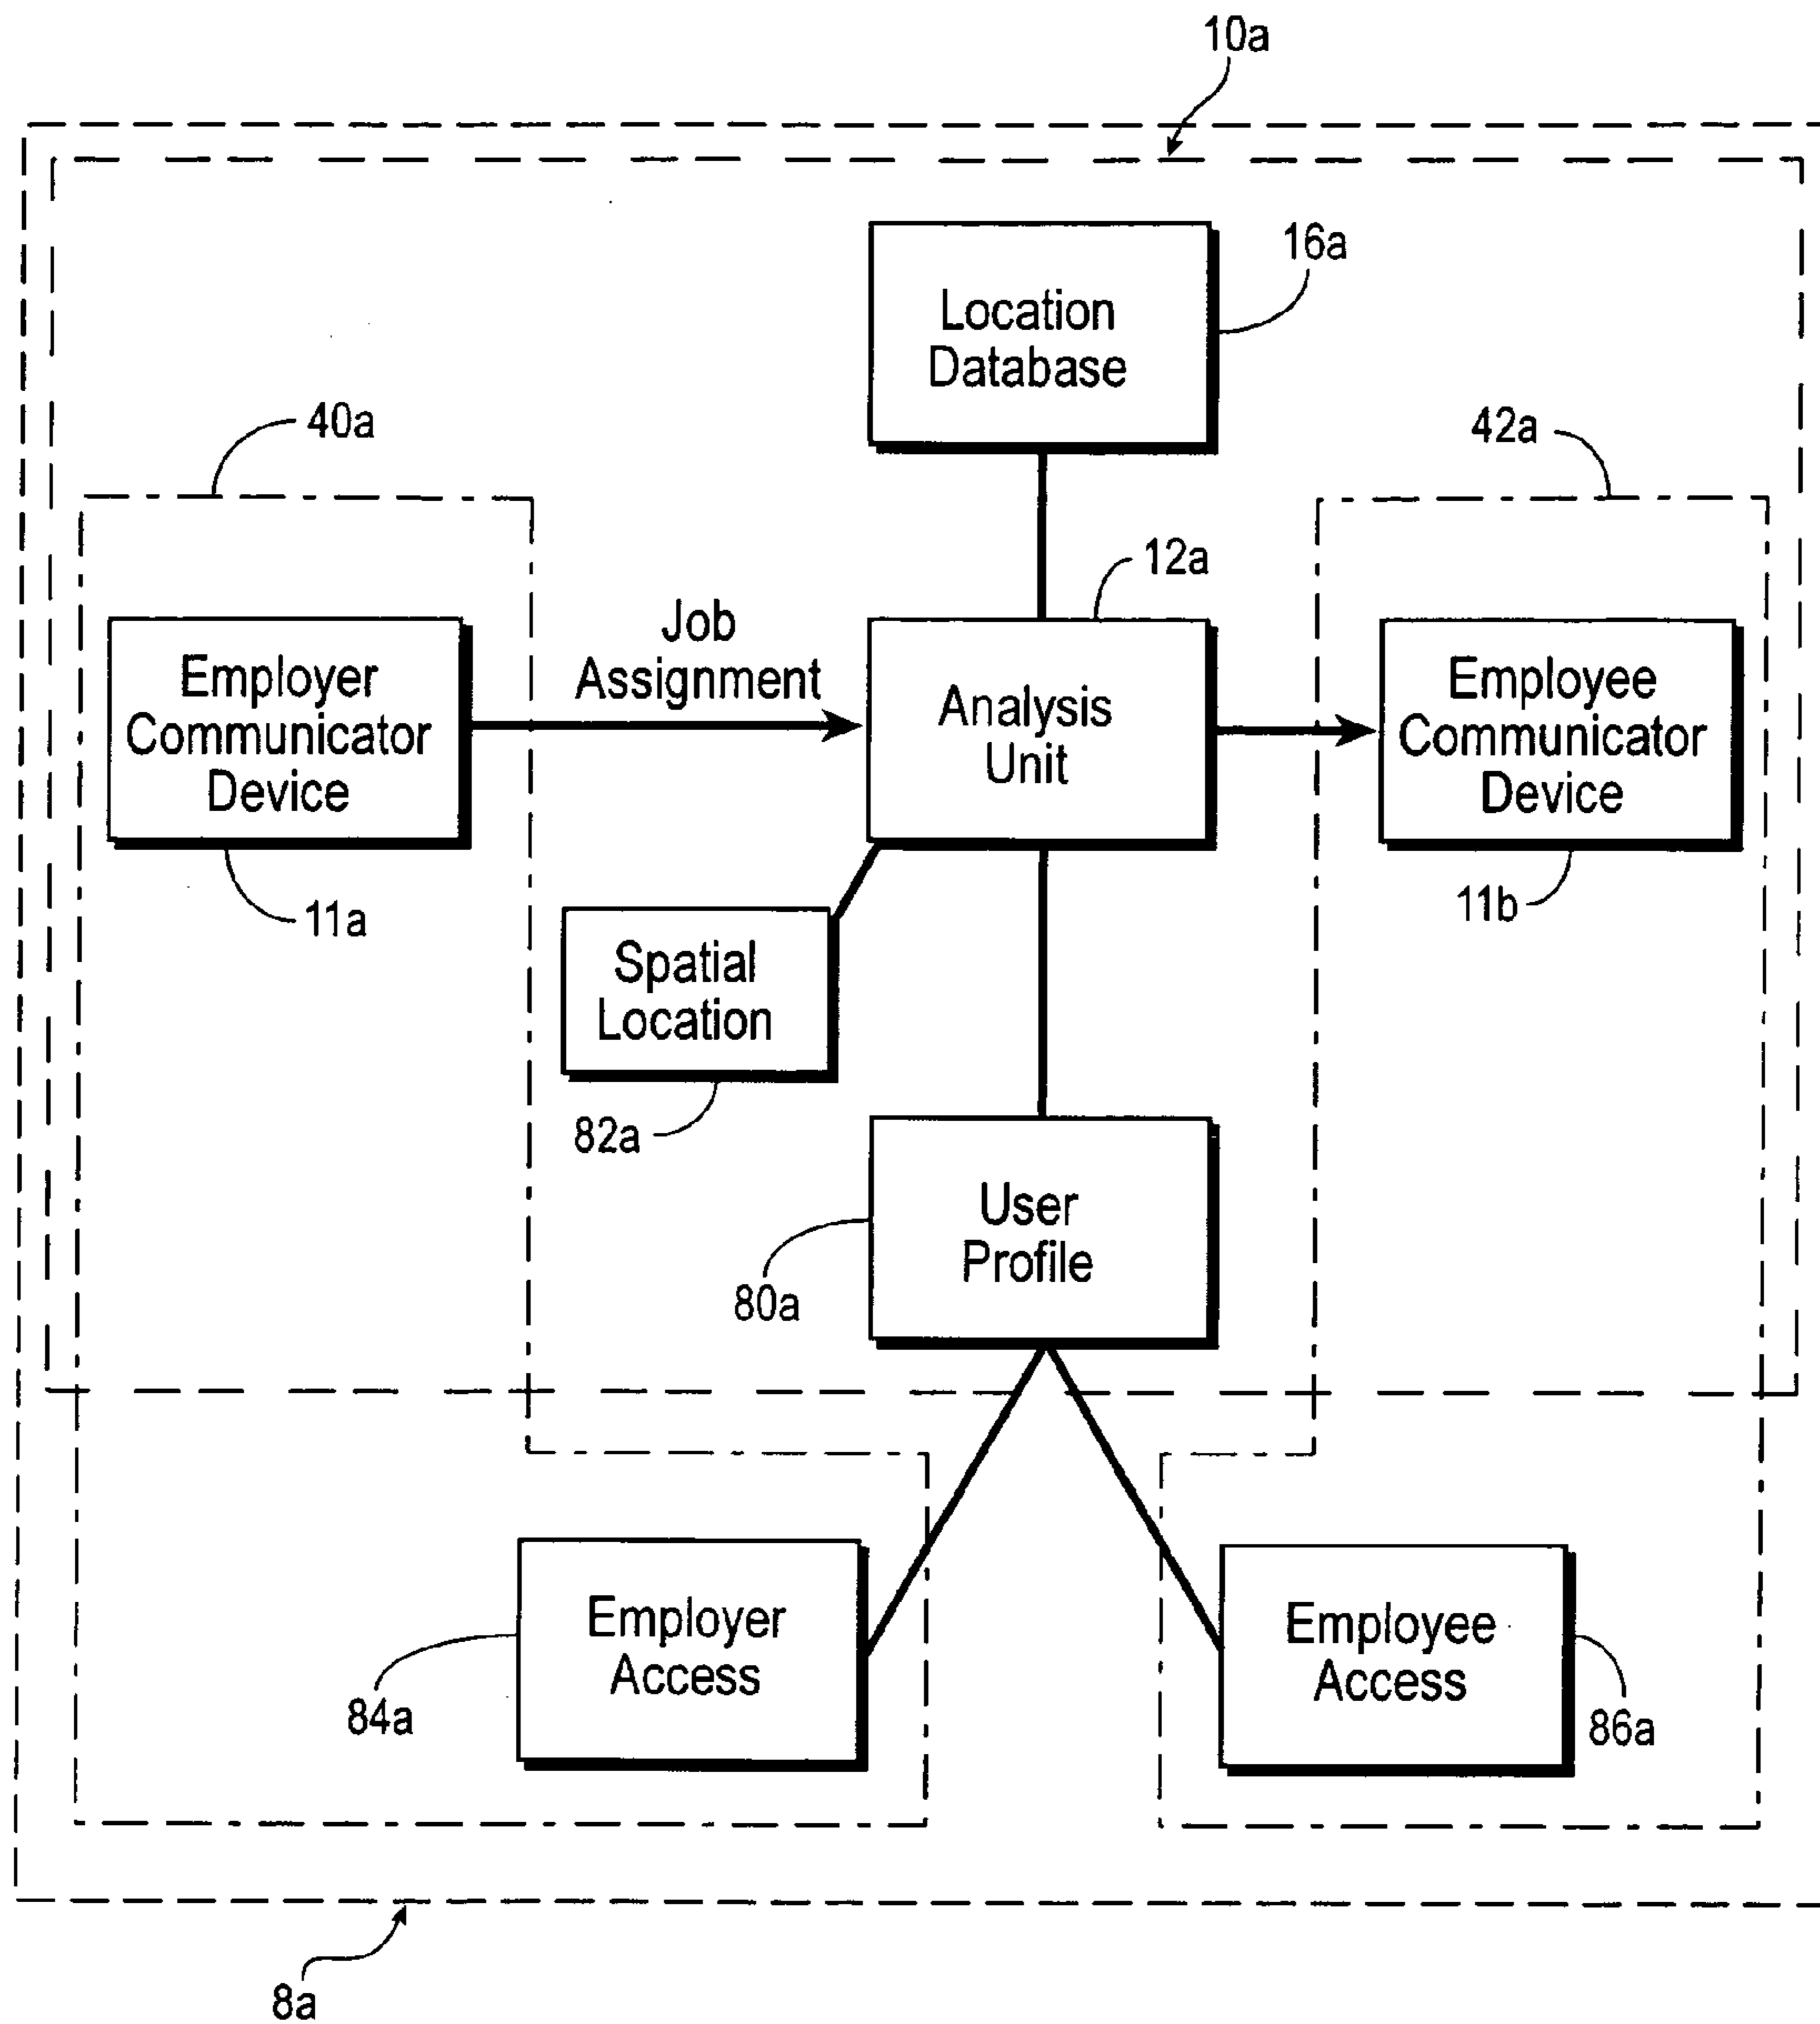 10a
Location
Database
16a
40a
42a
12a
Employer
Communicator
Device
Job
Assignment
Analysis
Unit
Employee
Communicator
Device
11a
11b
Spatial
Location
82a
User
Profile
80a
Employer
Access
84a
Employee
Access
86a
8a